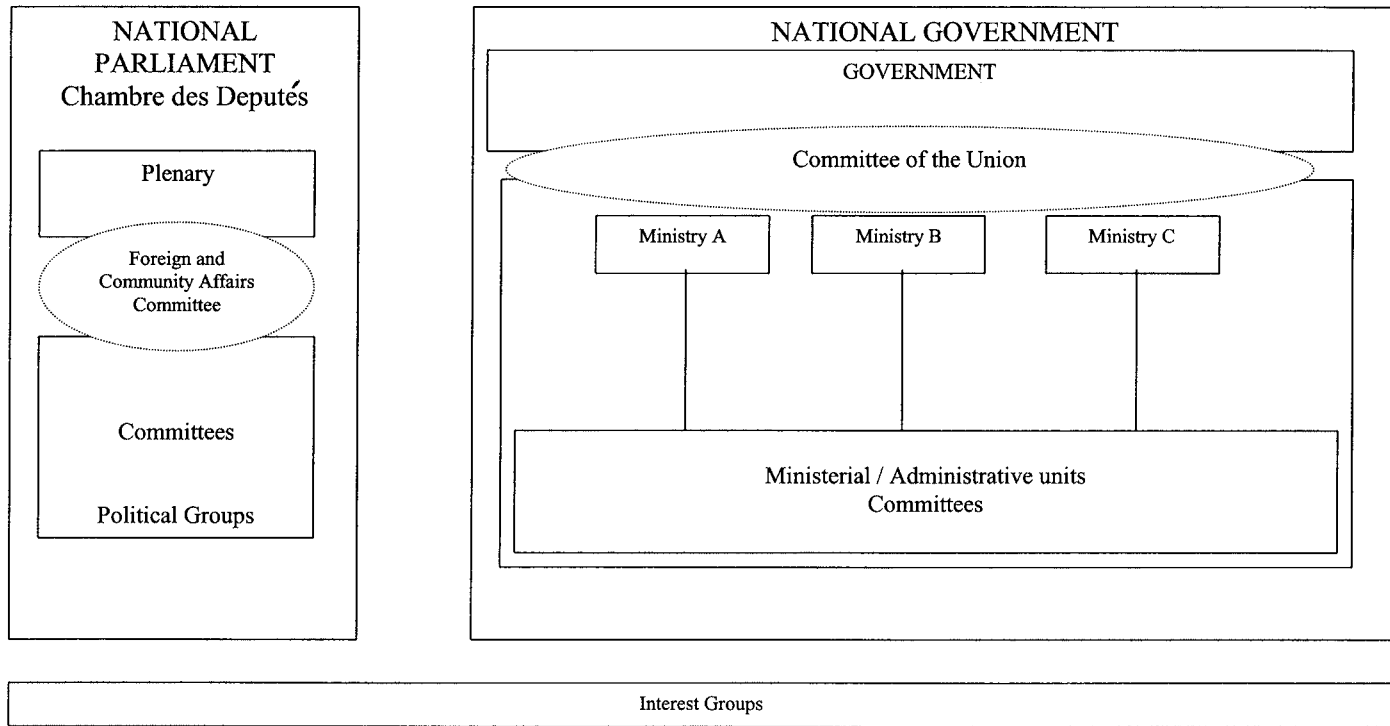 NATIONAL
PARLIAMENT
Chambre des Deputés
Plenary
Foreign and
Community Affairs
Committee
Committees
Political Groups
NATIONAL GOVERNMENT
GOVERNMENT
Committee of the Union
Ministry A
Ministry B
Ministry C
Ministerial / Administrative units
Committees
Interest Groups